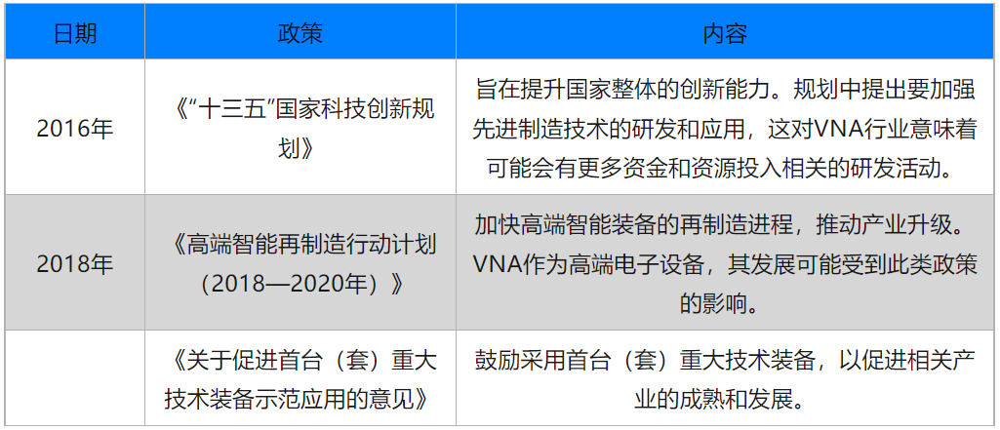 日期 政策 内容
2016年
《“十三五”国家科技创新规
划》
旨在提升国家整体的创新能力。规划中提出要加强
先进制造技术的研发和应用，这对VNA行业意味着
可能会有更多资金和资源投入相关的研发活动。
2018年
《高端智能再制造行动计划
（2018—2020年）》
加快高端智能装备的再制造进程，推动产业升级。
VNA作为高端电子设备，其发展可能受到此类政策
的影响。
《关于促进首台（套）重大
技术装备示范应用的意见》
鼓励采用首台（套）重大技术装备，以促进相关产
业的成熟和发展。